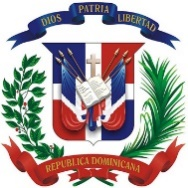 DIOS PATRIA LIBERTAD
REPÚBLICA DOMINICANA